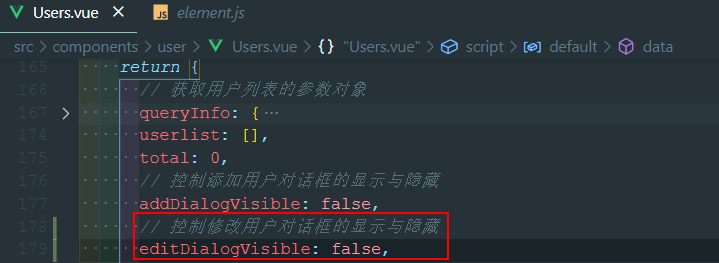 Users.vue ×
JS element.js
src > components > user > Users.vue > {} "Users.vue" > script > default > data
165 return {
166 // 获取用户列表的参数对象
167 queryInfo: {…
174 userlist: [],
175 total: 0,
176 // 控制添加用户对话框的显示与隐藏
177 addDialogVisible: false,
178 // 控制修改用户对话框的显示与隐藏
179 editDialogVisible: false,